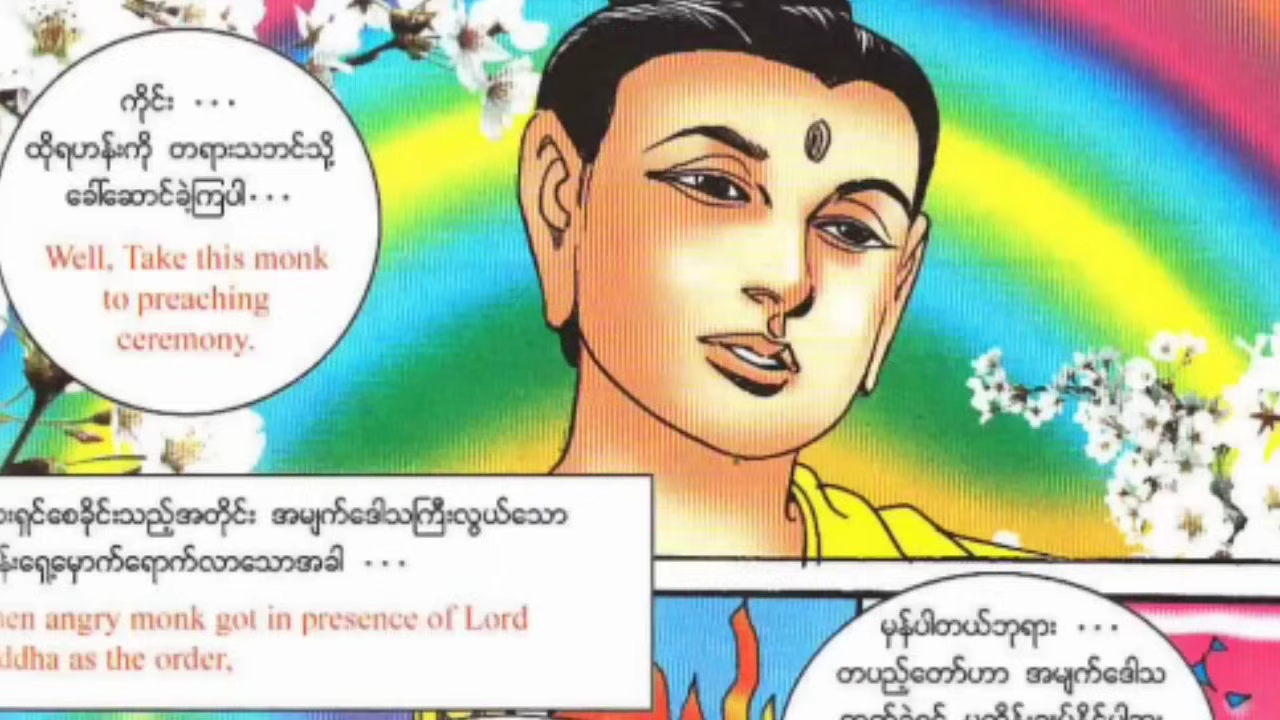 ကိုင်း ...
ထိုရဟန်းကို တရားသဘင်သို့
ခေါ်ဆောင်ခဲ့ကြပါ...
Well, Take this monk
to preaching
ceremony.
စေခိုင်းသည့်အတိုင်း အမျက်ဒေါသကြီးလွယ်သော
ရှေ့မှောက်ရောက်လာသောအခါ ...
angry monk got in presence of Lord
as the order,
မှန်ပါတယ်ဘုရား ...
တပည့်တော်ဟာ အမျက်ဒေါသ